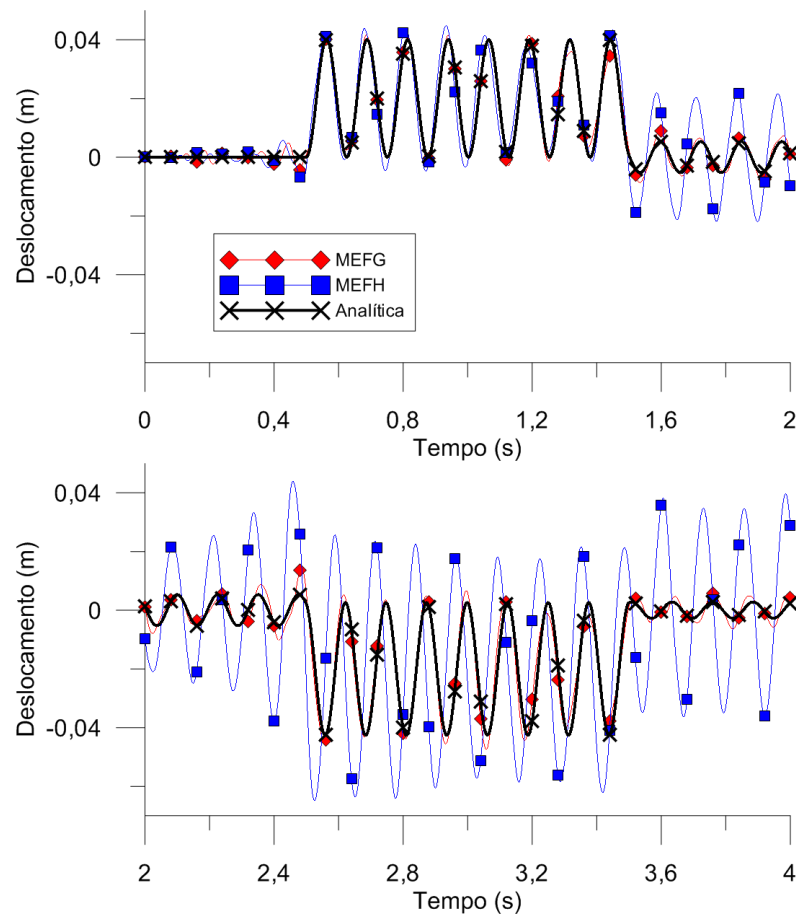 0,04
0
-0,04
Deslocamento (m)
MEFG
MEFH
Analítica
0 0,4 0,8 1,2 1,6 2
Tempo (s)
0,04
0
-0,04
Deslocamento (m)
2 2,4 2,8 3,2 3,6 4
Tempo (s)